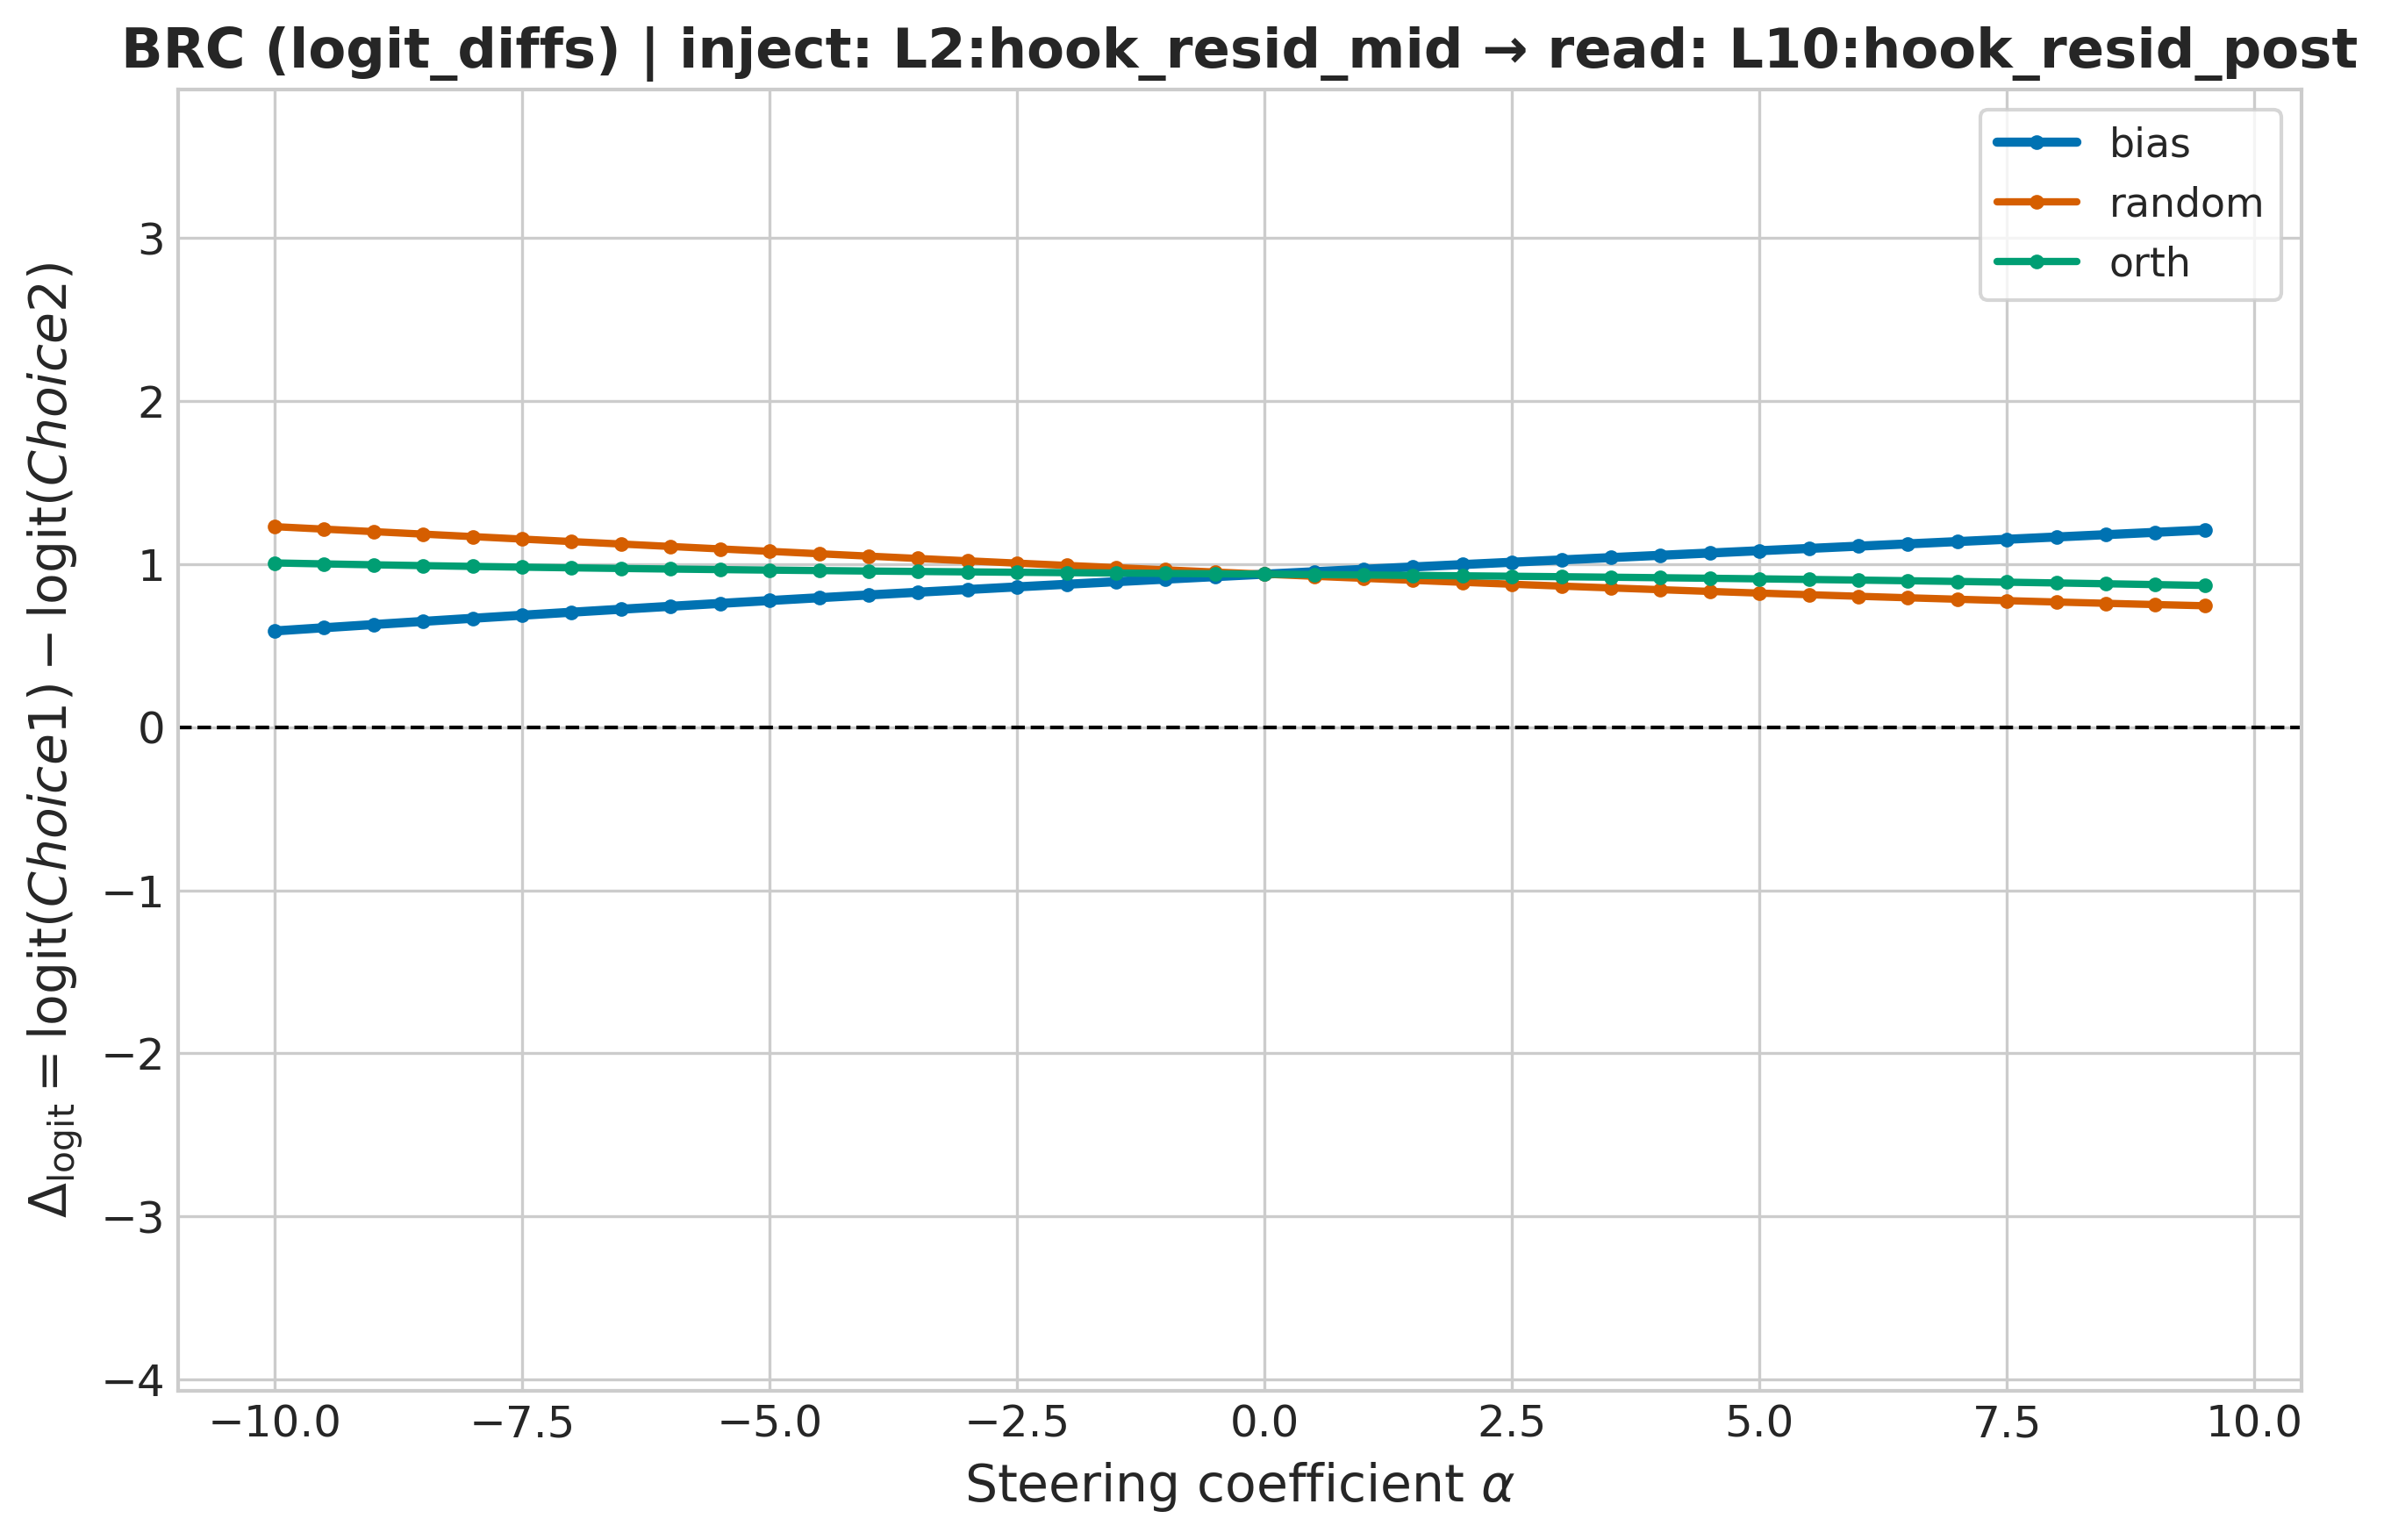 BRC (logit_diffs) | inject: L2:hook_resid_mid → read: L10:hook_resid_post
Δlogit = logit(Choice1) − logit(Choice2)
bias
random
orth
3
2
1
0
−1
−2
−3
−4
−10.0 −7.5 −5.0 −2.5 0.0 2.5 5.0 7.5 10.0
Steering coefficient α